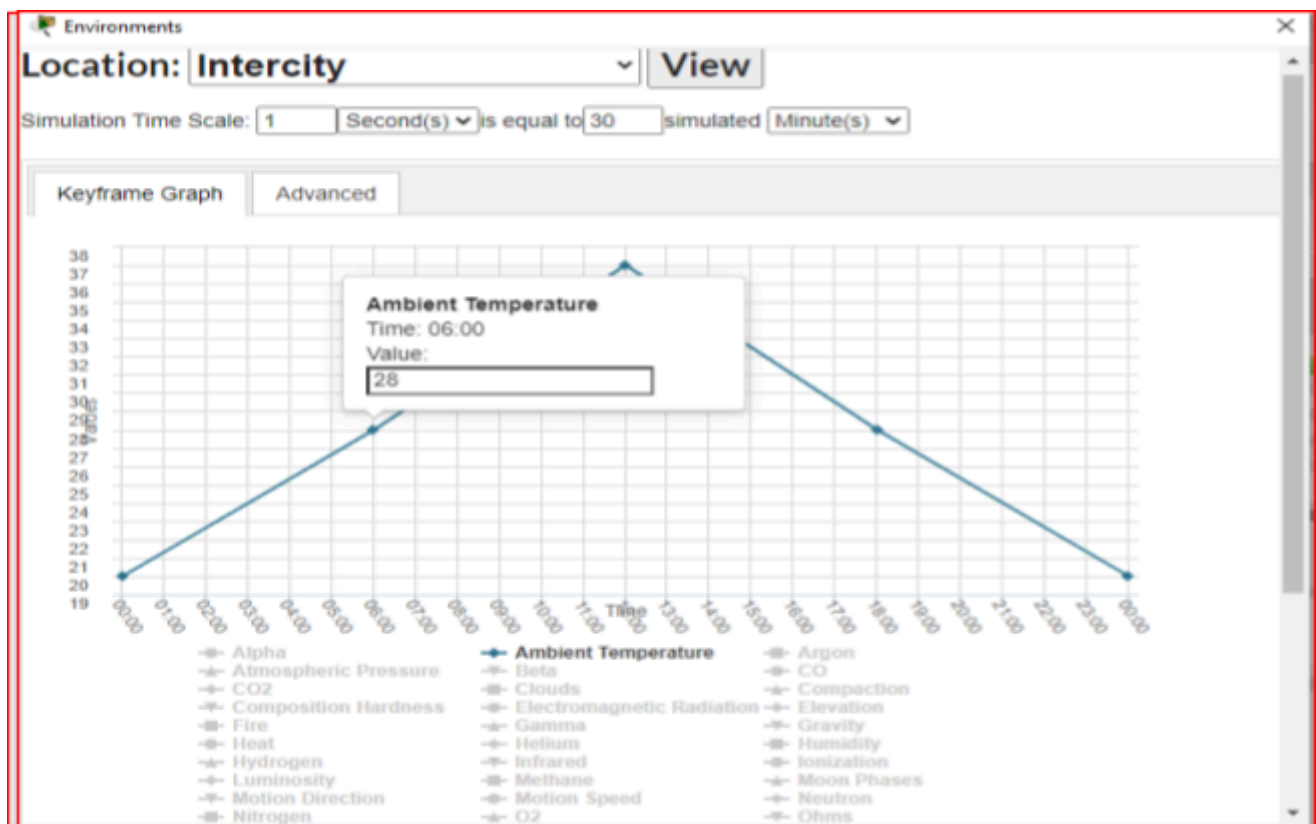 Environments
Location: Intercity View
Simulation Time Scale: 1 Second(s) is equal to 30 simulated Minute(s)
Keyframe Graph Advanced
38
37
36
35
34
33
32
31
30
29
28
27
26
25
24
23
22
21
20
19
Values
Ambient Temperature
Time: 06:00
Value:
28
00:00 01:00 02:00 03:00 04:00 05:00 06:00 07:00 08:00 09:00 10:00 11:00 12:00 13:00 14:00 15:00 16:00 17:00 18:00 19:00 20:00 21:00 22:00 23:00 00:00
Time
Alpha Ambient Temperature Argon
Atmospheric Pressure Beta CO
CO2 Clouds Compaction
Composition Hardness Electromagnetic Radiation Elevation
Fire Gamma Gravity
Heat Helium Humidity
Hydrogen Infrared Ionization
Luminosity Methane Moon Phases
Motion Direction Motion Speed Neutron
Nitrogen O2 Ohms